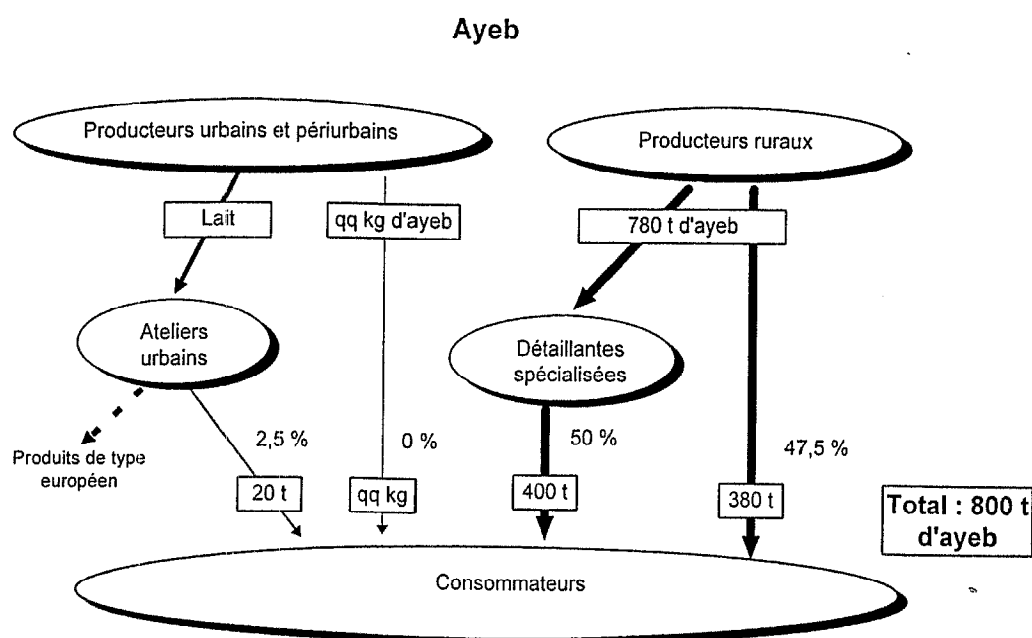 Ayeb
Producteurs urbains et périurbains
Producteurs ruraux
Lait
qq kg d'ayeb
780 t d'ayeb
Ateliers
urbains
Détaillantes
spécialisées
Produits de type
européen
2,5 %
0 %
50 %
47,5 %
20 t
qq kg
400 t
380 t
Total : 800 t
d'ayeb
Consommateurs